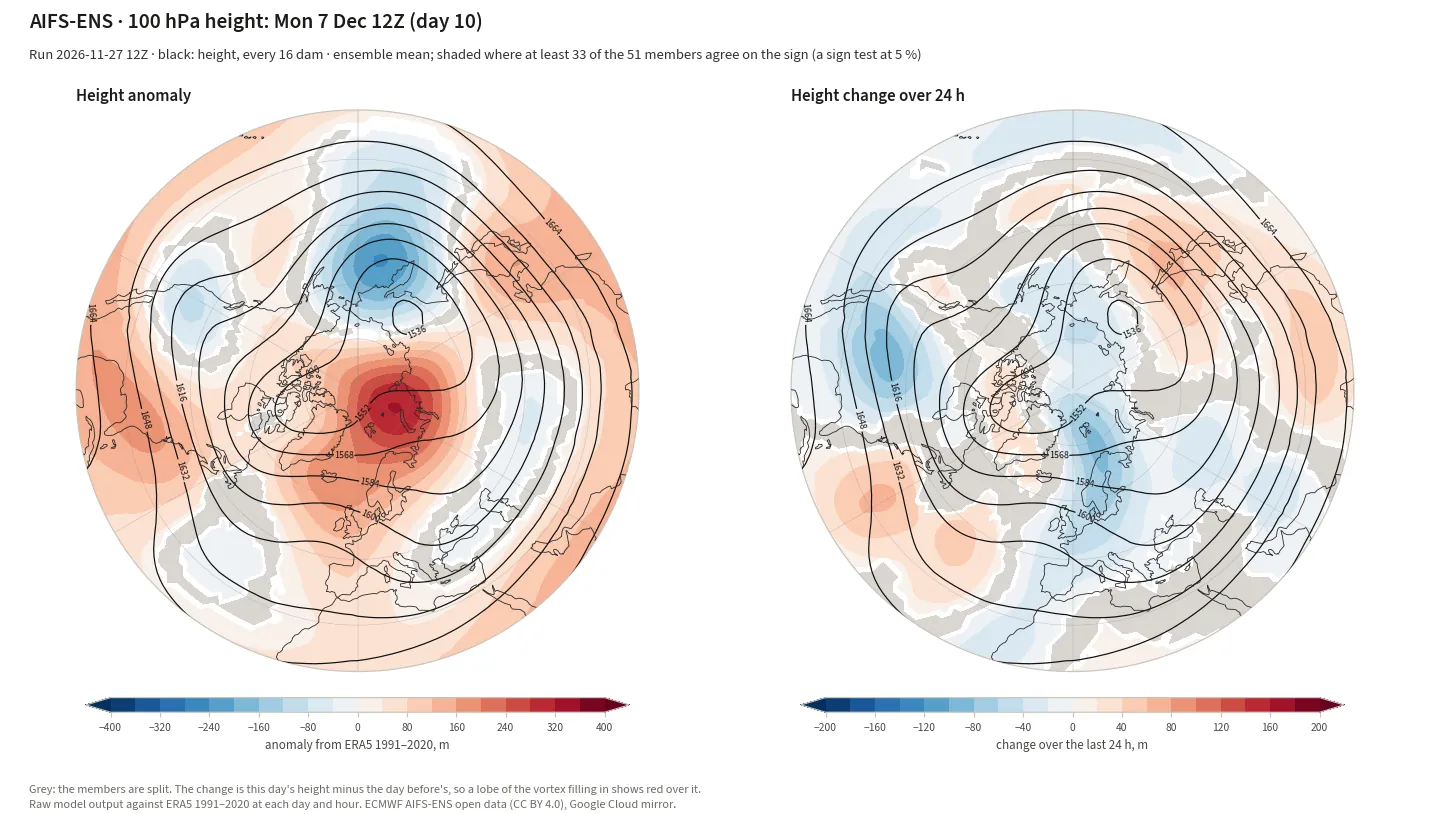 AIFS-ENS · 100 hPa height: Mon 7 Dec 12Z (day 10)
Run 2026-11-27 12Z · black: height, every 16 dam · ensemble mean; shaded where at least 33 of the 51 members agree on the sign (a sign test at 5 %)
Height anomaly
Height change over 24 h
1664
1664
1536
1616
1552
1648
1568
1632
1584
1600
1664
1664
1536
1616
1552
1648
1568
1632
1584
1600
−400 −320 −240 −160 −80 0 80 160 240 320 400
anomaly from ERA5 1991–2020, m
−200 −160 −120 −80 −40 0 40 80 120 160 200
change over the last 24 h, m
Grey: the members are split. The change is this day's height minus the day before's, so a lobe of the vortex filling in shows red over it.
Raw model output against ERA5 1991–2020 at each day and hour. ECMWF AIFS-ENS open data (CC BY 4.0), Google Cloud mirror.